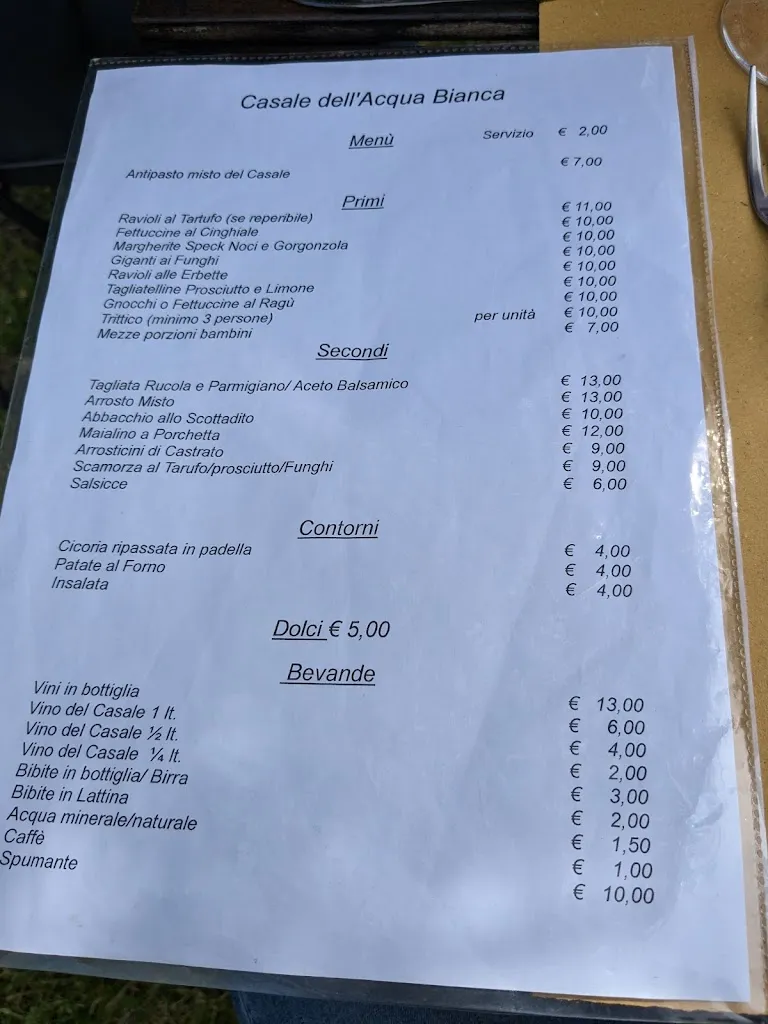 Casale dell'Acqua Bianca
Menù Servizio € 2,00
Antipasto misto del Casale € 7,00
Primi
Ravioli al Tartufo (se reperibile) € 11,00
Fettuccine al Cinghiale € 10,00
Margherite Speck Noci e Gorgonzola € 10,00
Giganti ai Funghi € 10,00
Ravioli alle Erbette € 10,00
Tagliatelline Prosciutto e Limone € 10,00
Gnocchi o Fettuccine al Ragù € 10,00
Trittico (minimo 3 persone) per unità € 10,00
Mezze porzioni bambini € 7,00
Secondi
Tagliata Rucola e Parmigiano/ Aceto Balsamico € 13,00
Arrosto Misto € 13,00
Abbacchio allo Scottadito € 10,00
Maialino a Porchetta € 12,00
Arrosticini di Castrato € 9,00
Scamorza al Tarufo/prosciutto/Funghi € 9,00
Salsicce € 6,00
Contorni
Cicoria ripassata in padella € 4,00
Patate al Forno € 4,00
Insalata € 4,00
Dolci € 5,00
Bevande
Vini in bottiglia € 13,00
Vino del Casale 1 lt. € 6,00
Vino del Casale ½ lt. € 4,00
Vino del Casale ¼ lt. € 2,00
Bibite in bottiglia/ Birra € 3,00
Bibite in Lattina € 2,00
Acqua minerale/naturale € 1,50
Caffè € 1,00
Spumante € 10,00